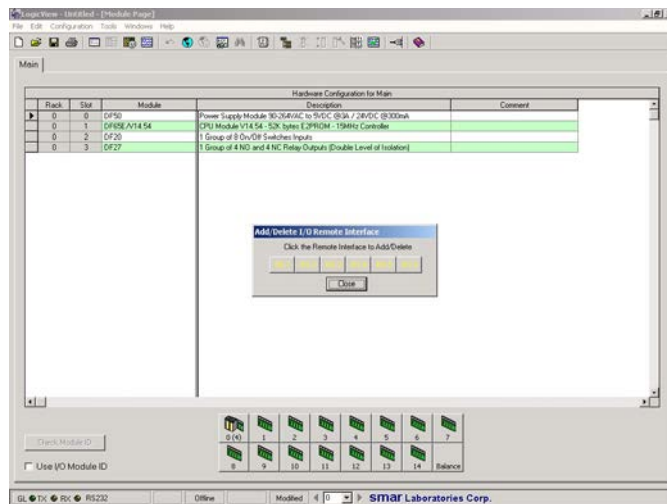 LogicView - Untitled - [Module Page]
File Edit Configuration Tools Windows Help
Main
Hardware Configuration for Main
Rack Slot Module Description Comment
0 0 DF50 Power Supply Module 90-264VAC to 5VDC @3A / 24VDC @300mA
0 1 DF65E/V14.54 CPU Module V14.54 - 52K bytes E2PROM - 15MHz Controller
0 2 DF20 1 Group of 8 On/Off Switches Inputs
0 3 DF27 1 Group of 4 NO and 4 NC Relay Outputs (Double Level of Isolation)
Add/Delete I/O Remote Interface
Click the Remote Interface to Add/Delete
Close
0 (4) 1 2 3 4 5 6 7
Check Module ID
8 9 10 11 12 13 14 Balance
Use I/O Module ID
GL TX RX RS232 Offline Modified 0 smar Laboratories Corp.